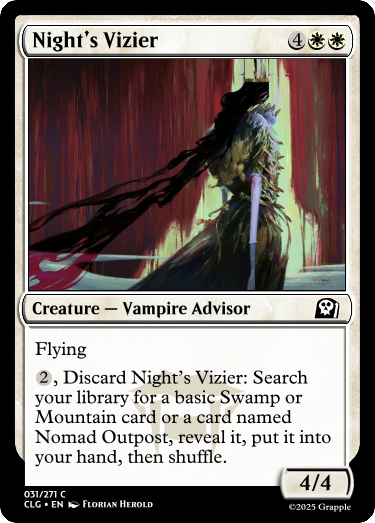 Night's Vizier 4
Creature — Vampire Advisor
Flying
2, Discard Night's Vizier: Search
your library for a basic Swamp or
Mountain card or a card named
Nomad Outpost, reveal it, put it into
your hand, then shuffle.
4/4
031/271 C
CLG • EN Florian Herold
©2025 Grapple